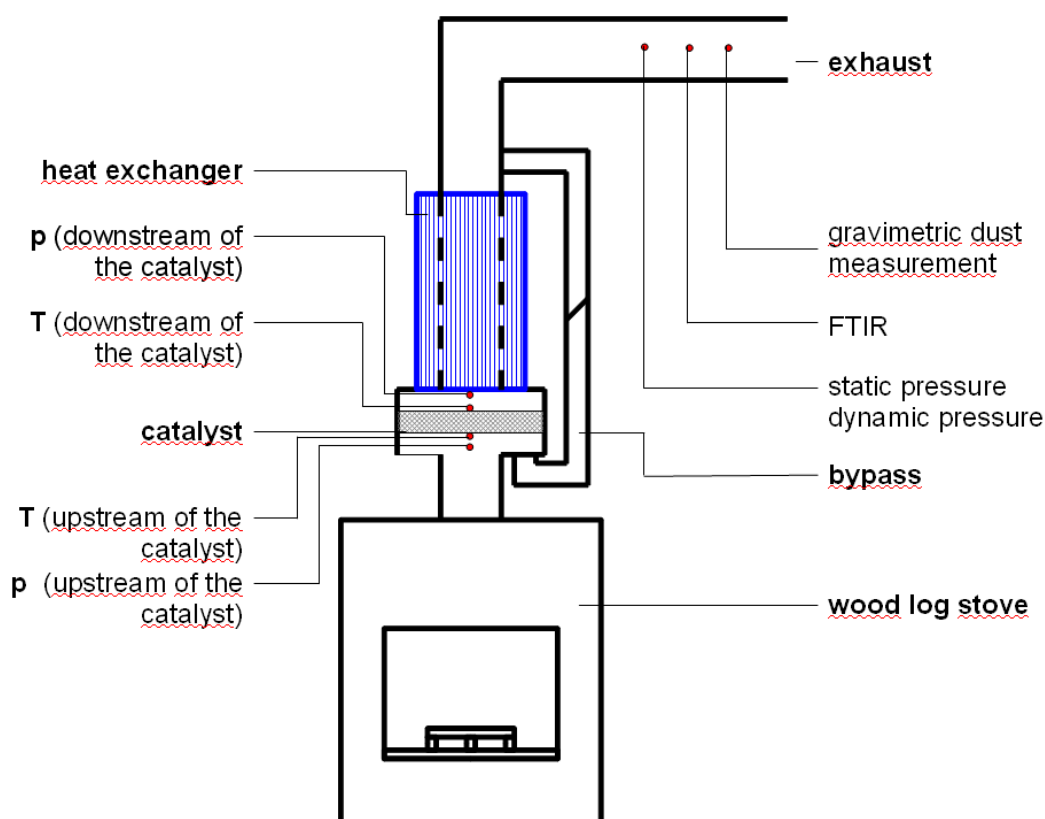 exhaust
heat exchanger
p (downstream of
the catalyst)
gravimetric dust
measurement
T (downstream of
the catalyst)
FTIR
static pressure
dynamic pressure
catalyst
bypass
T (upstream of the
catalyst)
p (upstream of the
catalyst)
wood log stove